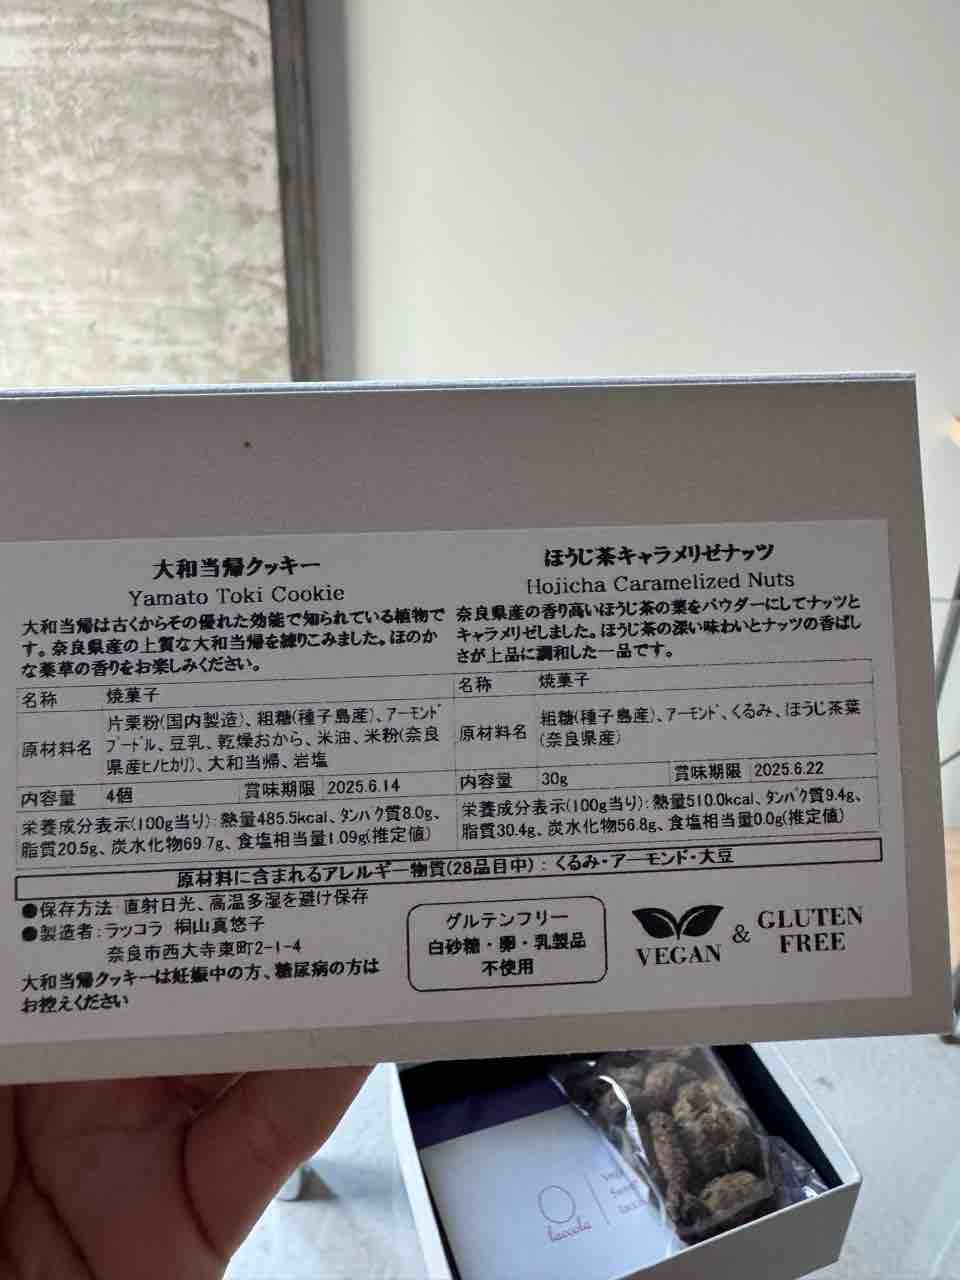 大和当帰クッキー
Yamato Toki Cookie
大和当帰は古くからその優れた効能で知られている植物で
す。奈良県産の上質な大和当帰を練りこみました。ほのか
な薬草の香りをお楽しみください。
名称 焼菓子
原材料名 片栗粉(国内製造)、粗糖(種子島産)、アーモンド
プードル、豆乳、乾燥おから、米油、米粉(奈良
県産ヒノヒカリ)、大和当帰、岩塩
内容量 4個 賞味期限 2025.6.14
栄養成分表示(100g当り):熱量485.5kcal、タンパク質8.0g、
脂質20.5g、炭水化物69.7g、食塩相当量1.09g(推定値)
ほうじ茶キャラメリゼナッツ
Hojicha Caramelized Nuts
奈良県産の香り高いほうじ茶の葉をパウダーにしてナッツと
キャラメリゼしました。ほうじ茶の深い味わいとナッツの香ばし
さが上品に調和した一品です。
名称 焼菓子
原材料名 粗糖(種子島産)、アーモンド、くるみ、ほうじ茶葉
(奈良県産)
内容量 30g 賞味期限 2025.6.22
栄養成分表示(100g当り):熱量510.0kcal、タンパク質9.4g、
脂質30.4g、炭水化物56.8g、食塩相当量0.0g(推定値)
原材料に含まれるアレルギー物質(28品目中):くるみ・アーモンド・大豆
●保存方法 直射日光、高温多湿を避け保存
●製造者:ラッコラ 桐山真悠子
奈良市西大寺東町2-1-4
大和当帰クッキーは妊娠中の方、糖尿病の方は
お控えください
グルテンフリー
白砂糖・卵・乳製品
不使用
VEGAN & GLUTEN FREE
laccola